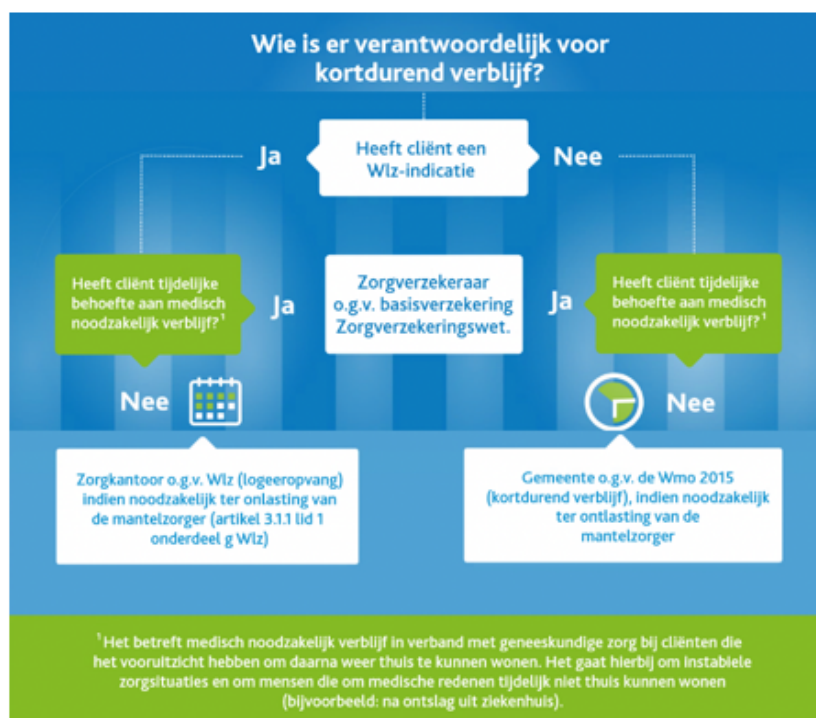 Wie is er verantwoordelijk voor
kortdurend verblijf?
Ja
Heeft cliënt een
Wlz-indicatie
Nee
Heeft cliënt tijdelijke
behoefte aan medisch
noodzakelijk verblijf?¹
Ja
Zorgverzekeraar
o.g.v. basisverzekering
Zorgverzekeringswet.
Ja
Heeft cliënt tijdelijke
behoefte aan medisch
noodzakelijk verblijf?¹
Nee
Nee
Zorgkantoor o.g.v. Wlz (logeeropvang)
indien noodzakelijk ter onlasting van
de mantelzorger (artikel 3.1.1 lid 1
onderdeel g Wlz)
Gemeente o.g.v. de Wmo 2015
(kortdurend verblijf), indien noodzakelijk
ter ontlasting van de
mantelzorger
¹Het betreft medisch noodzakelijk verblijf in verband met geneeskundige zorg bij cliënten die
het vooruitzicht hebben om daarna weer thuis te kunnen wonen. Het gaat hierbij om instabiele
zorgsituaties en om mensen die om medische redenen tijdelijk niet thuis kunnen wonen
(bijvoorbeeld: na ontslag uit ziekenhuis).